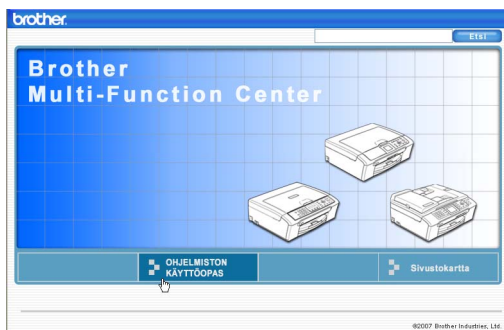 brother.
Etsi
Brother
Multi-Function Center
OHJELMISTON
KÄYTTÖOPAS
Sivustokartta
©2007 Brother Industries, Ltd.